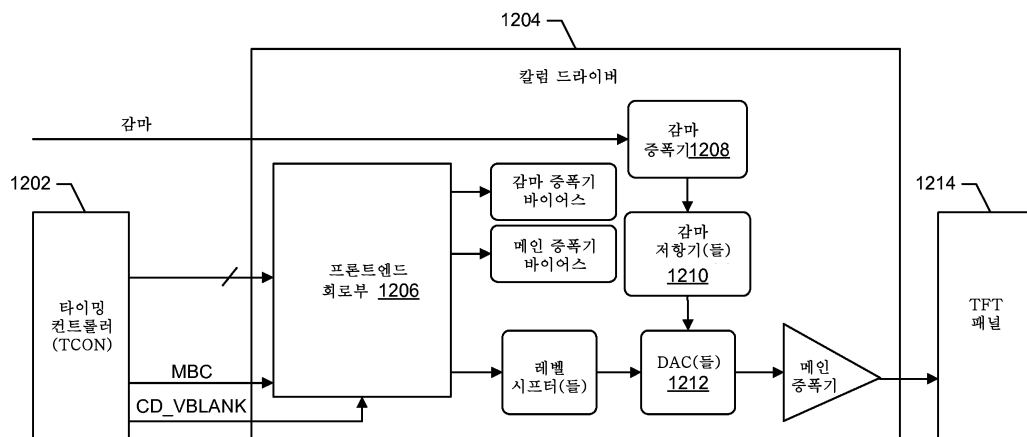 1204
칼럼 드라이버
감마
감마
증폭기1208
1202
1214
감마 증폭기
바이어스
메인 증폭기
바이어스
감마
저항기(들)
1210
프론트엔드
회로부 1206
타이밍
컨트롤러
(TCON)
TFT
패널
MBC
CD_VBLANK
레벨
시프터(들)
DAC(들)
1212
메인
증폭기